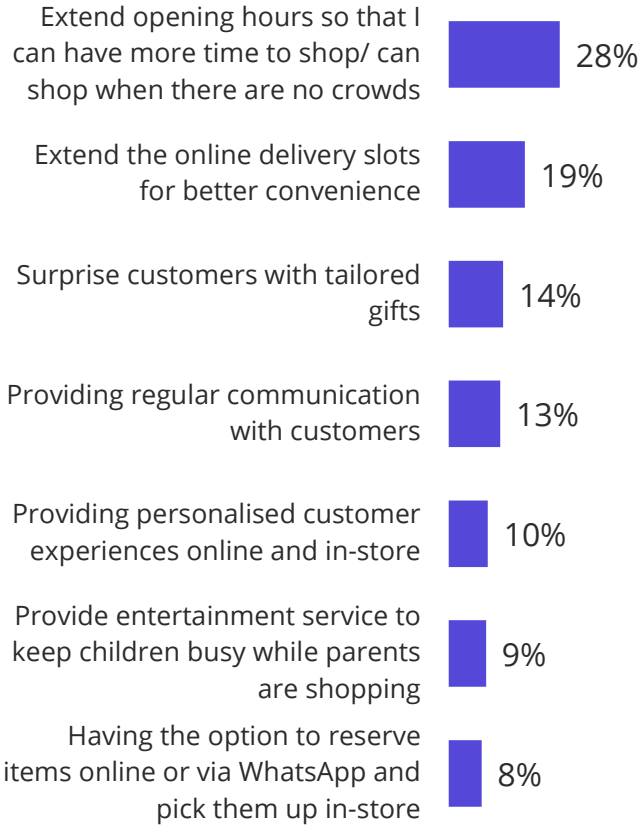 Extend opening hours so that I
can have more time to shop/ can
shop when there are no crowds
28%
Extend the online delivery slots
for better convenience
19%
Surprise customers with tailored
gifts
14%
Providing regular communication
with customers
13%
Providing personalised customer
experiences online and in-store
10%
Provide entertainment service to
keep children busy while parents
are shopping
9%
Having the option to reserve
items online or via WhatsApp and
pick them up in-store
8%